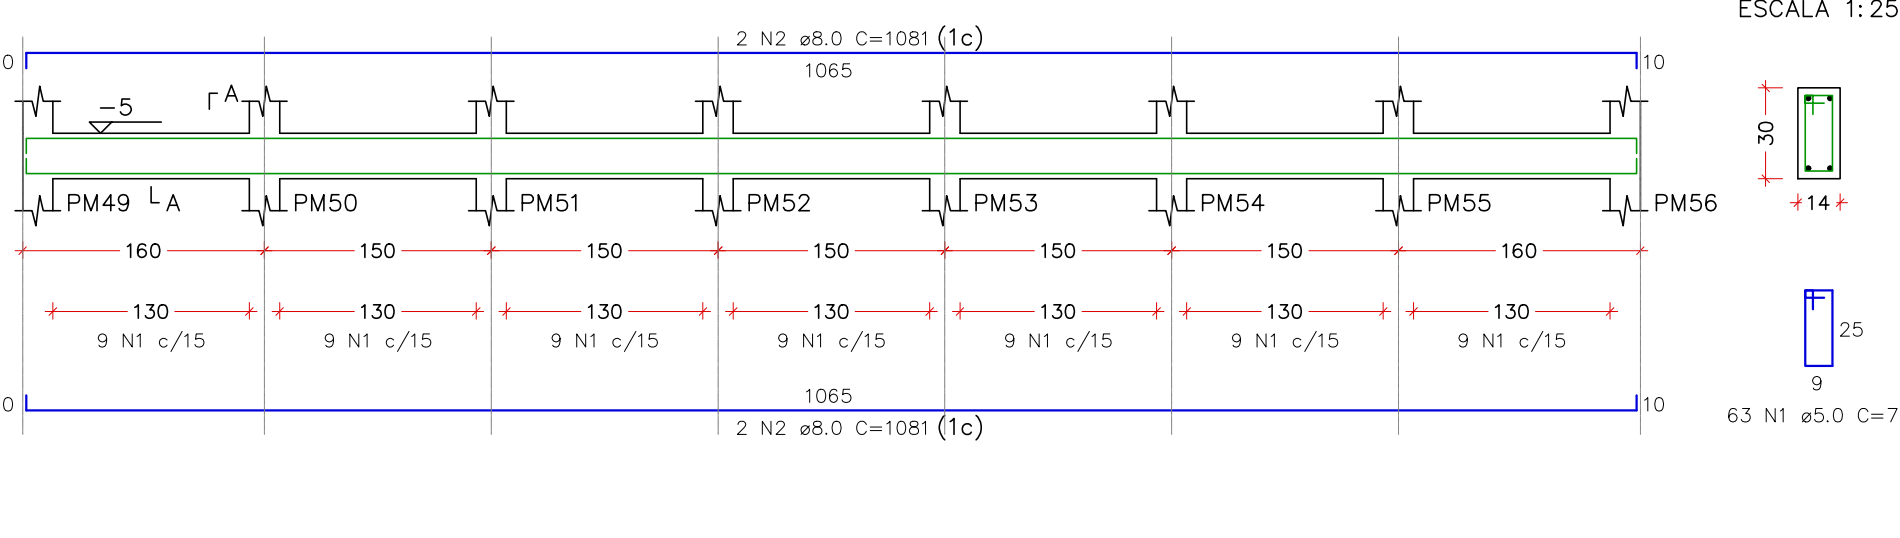 ESCALA 1:25
2 N2 ø8.0 C=1081 (1c)
0
1065
10
-5
A
30
PM49
A
PM50
PM51
PM52
PM53
PM54
PM55
PM56
14
160
150
150
150
150
150
160
130
130
130
130
130
130
130
9 N1 c/15
9 N1 c/15
9 N1 c/15
9 N1 c/15
9 N1 c/15
9 N1 c/15
9 N1 c/15
25
9
0
1065
10
2 N2 ø8.0 C=1081 (1c)
63 N1 ø5.0 C=7